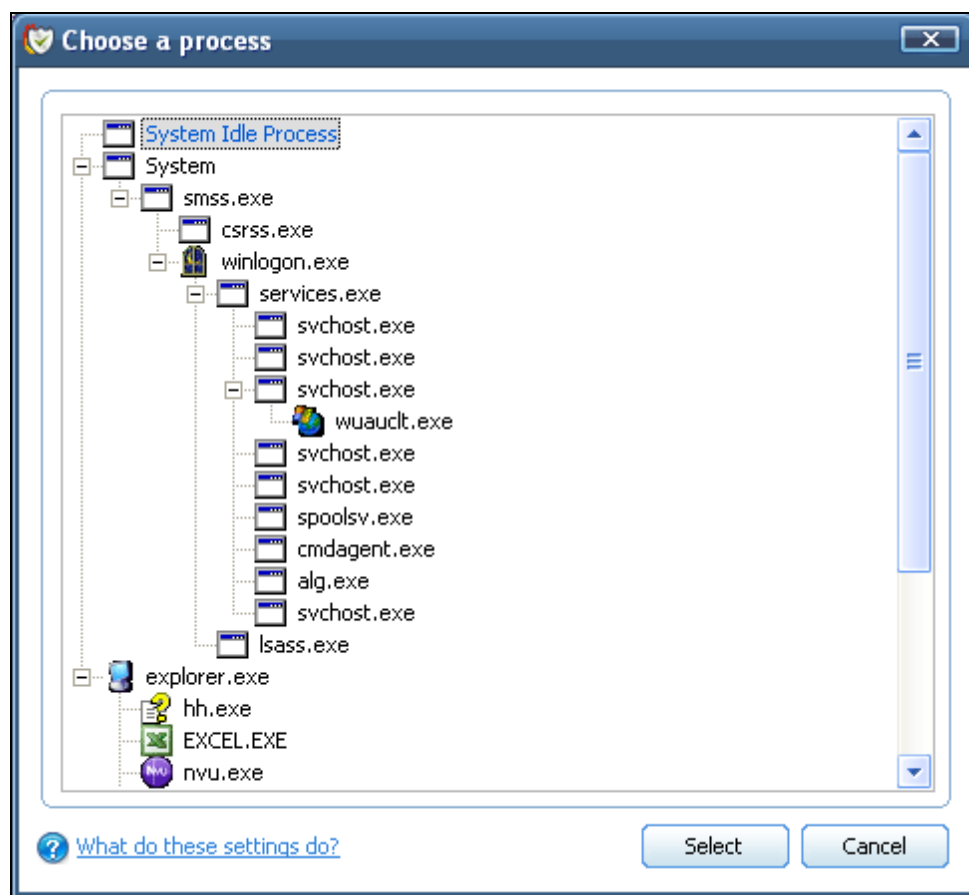 Choose a process
System Idle Process
System
smss.exe
csrss.exe
winlogon.exe
services.exe
svchost.exe
svchost.exe
svchost.exe
wuauclt.exe
svchost.exe
svchost.exe
spoolsv.exe
cmdagent.exe
alg.exe
svchost.exe
lsass.exe
explorer.exe
hh.exe
EXCEL.EXE
Nvu nvu.exe
What do these settings do? Select Cancel